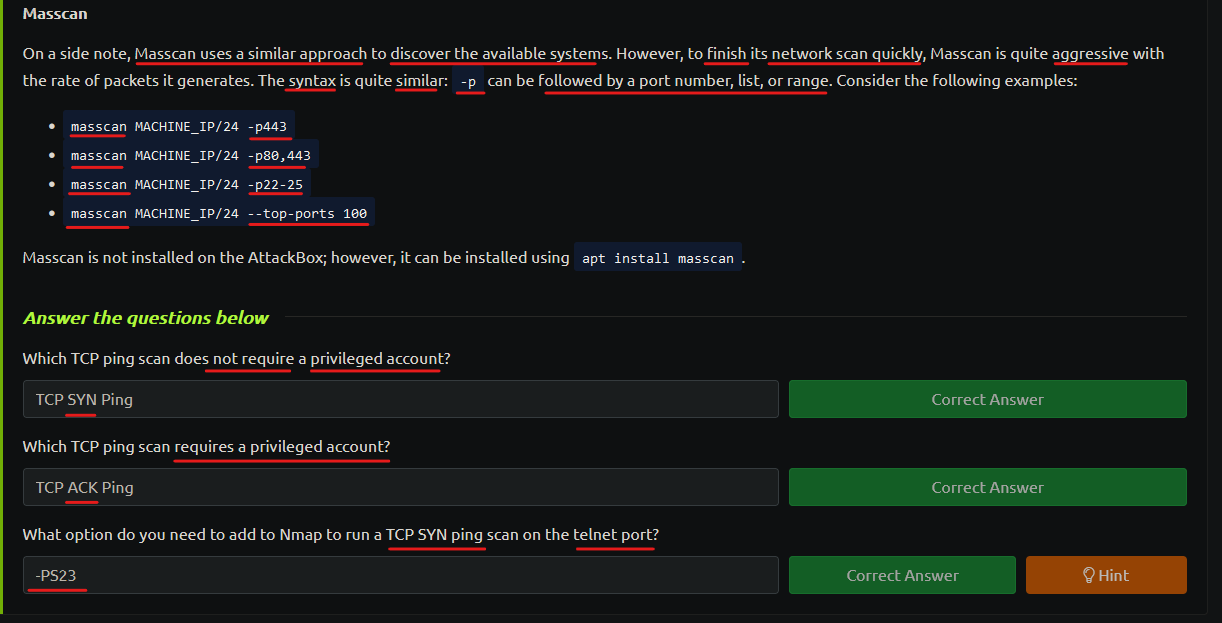 Masscan
On a side note, Masscan uses a similar approach to discover the available systems. However, to finish its network scan quickly, Masscan is quite aggressive with
the rate of packets it generates. The syntax is quite similar: -p can be followed by a port number, list, or range. Consider the following examples:
• masscan MACHINE_IP/24 -p443
• masscan MACHINE_IP/24 -p80,443
• masscan MACHINE_IP/24 -p22-25
• masscan MACHINE_IP/24 --top-ports 100
Masscan is not installed on the AttackBox; however, it can be installed using apt install masscan .
Answer the questions below
Which TCP ping scan does not require a privileged account?
TCP SYN Ping Correct Answer
Which TCP ping scan requires a privileged account?
TCP ACK Ping Correct Answer
What option do you need to add to Nmap to run a TCP SYN ping scan on the telnet port?
-PS23 Correct Answer Hint